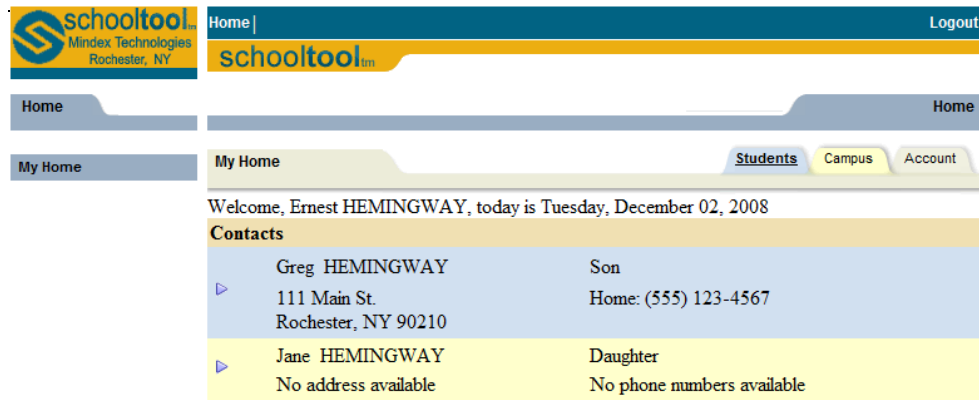 schooltool tm
Mindex Technologies
Rochester, NY
Home | Logout
schooltool tm
Home
Home
My Home
My Home Students Campus Account
Welcome, Ernest HEMINGWAY, today is Tuesday, December 02, 2008
Contacts
Greg HEMINGWAY Son
111 Main St. Home: (555) 123-4567
Rochester, NY 90210
Jane HEMINGWAY Daughter
No address available No phone numbers available